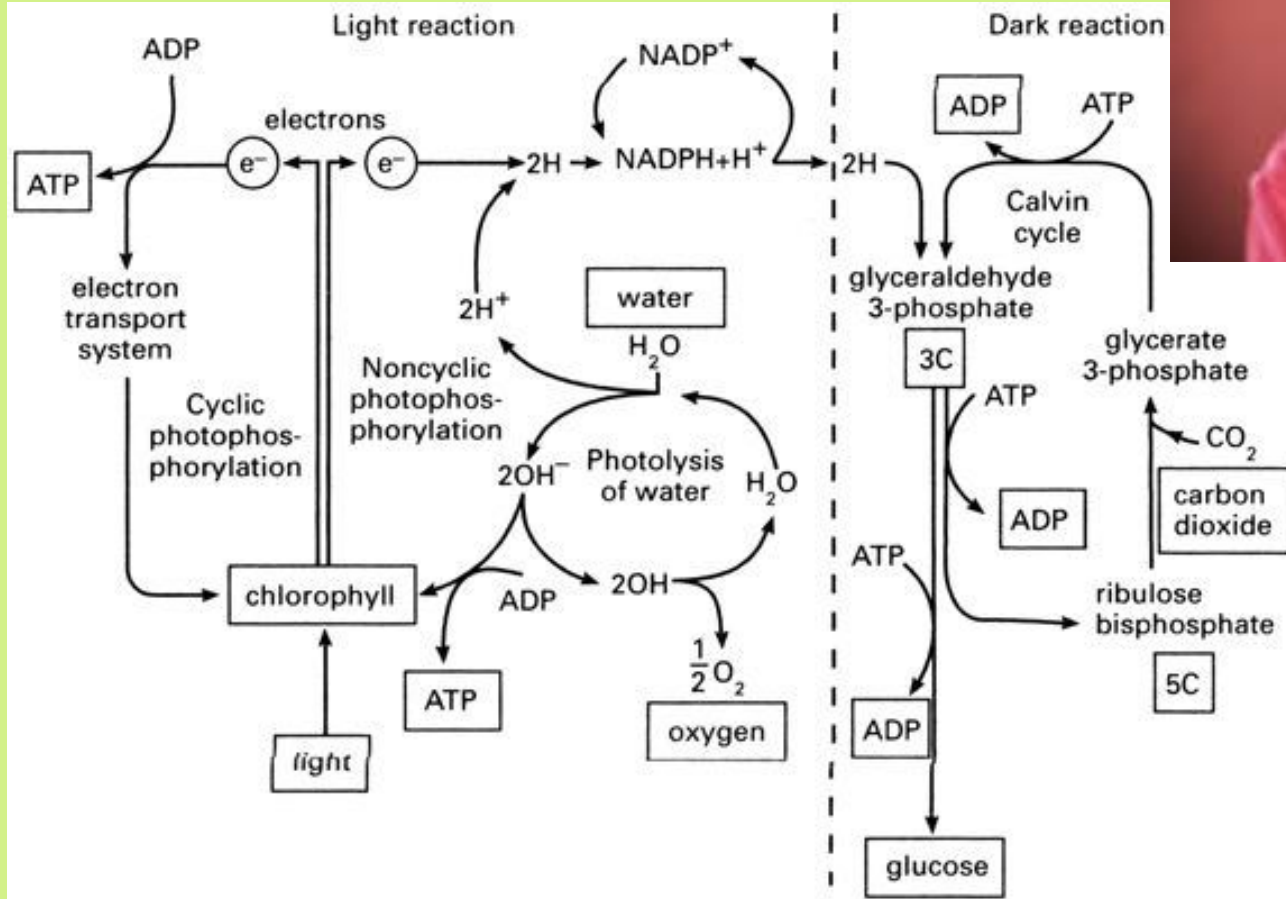 Light reaction
Dark reaction
ADP
NADP⁺
ADP
ATP
electrons
e⁻
e⁻
2H
NADPH+H⁺
2H
ATP
Calvin
cycle
electron
transport
system
2H⁺
water
H₂O
glyceraldehyde
3-phosphate
3C
glycerate
3-phosphate
Cyclic
photophos-
phorylation
Noncyclic
photophos-
phorylation
ATP
CO₂
carbon
dioxide
2OH⁻
Photolysis
of water
H₂O
ADP
chlorophyll
ADP
2OH
ATP
ribulose
bisphosphate
5C
ATP
½O₂
oxygen
ADP
light
glucose